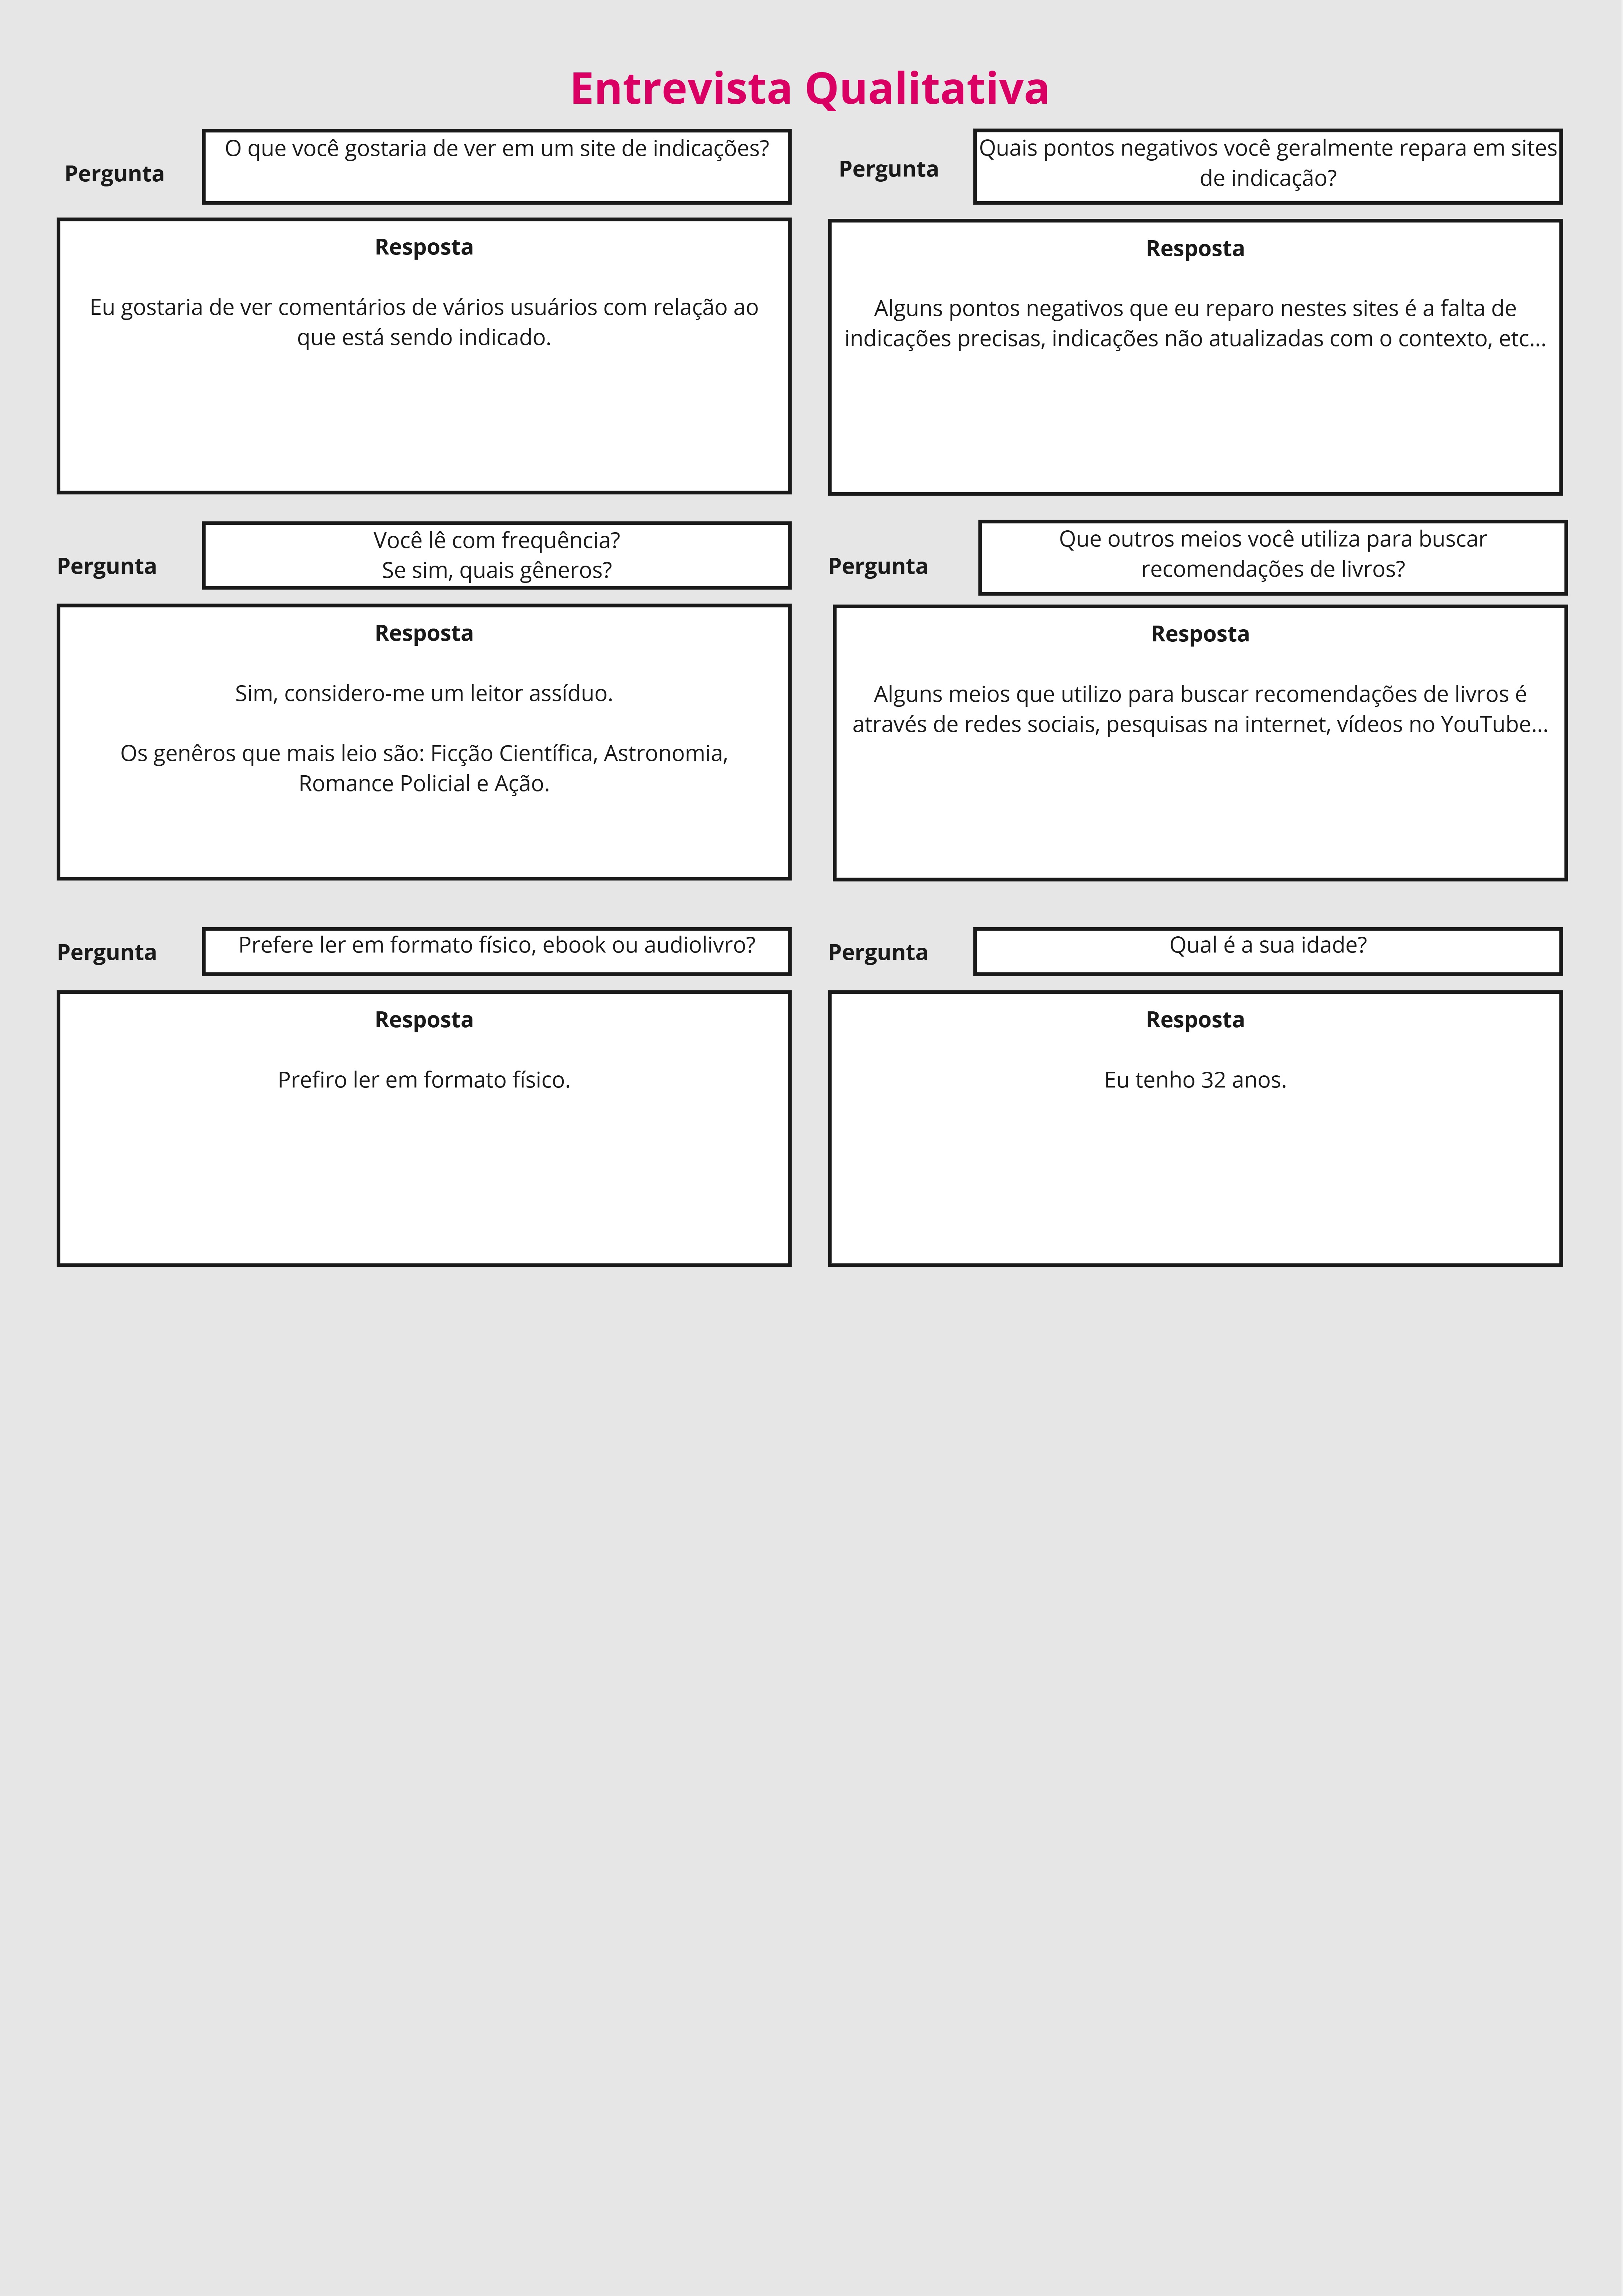 Entrevista Qualitativa
Pergunta
O que você gostaria de ver em um site de indicações?
Resposta
Eu gostaria de ver comentários de vários usuários com relação ao
que está sendo indicado.
Pergunta
Quais pontos negativos você geralmente repara em sites
de indicação?
Resposta
Alguns pontos negativos que eu reparo nestes sites é a falta de
indicações precisas, indicações não atualizadas com o contexto, etc...
Pergunta
Você lê com frequência?
Se sim, quais gêneros?
Resposta
Sim, considero-me um leitor assíduo.
Os genêros que mais leio são: Ficção Científica, Astronomia,
Romance Policial e Ação.
Pergunta
Que outros meios você utiliza para buscar
recomendações de livros?
Resposta
Alguns meios que utilizo para buscar recomendações de livros é
através de redes sociais, pesquisas na internet, vídeos no YouTube...
Pergunta
Prefere ler em formato físico, ebook ou audiolivro?
Resposta
Prefiro ler em formato físico.
Pergunta
Qual é a sua idade?
Resposta
Eu tenho 32 anos.